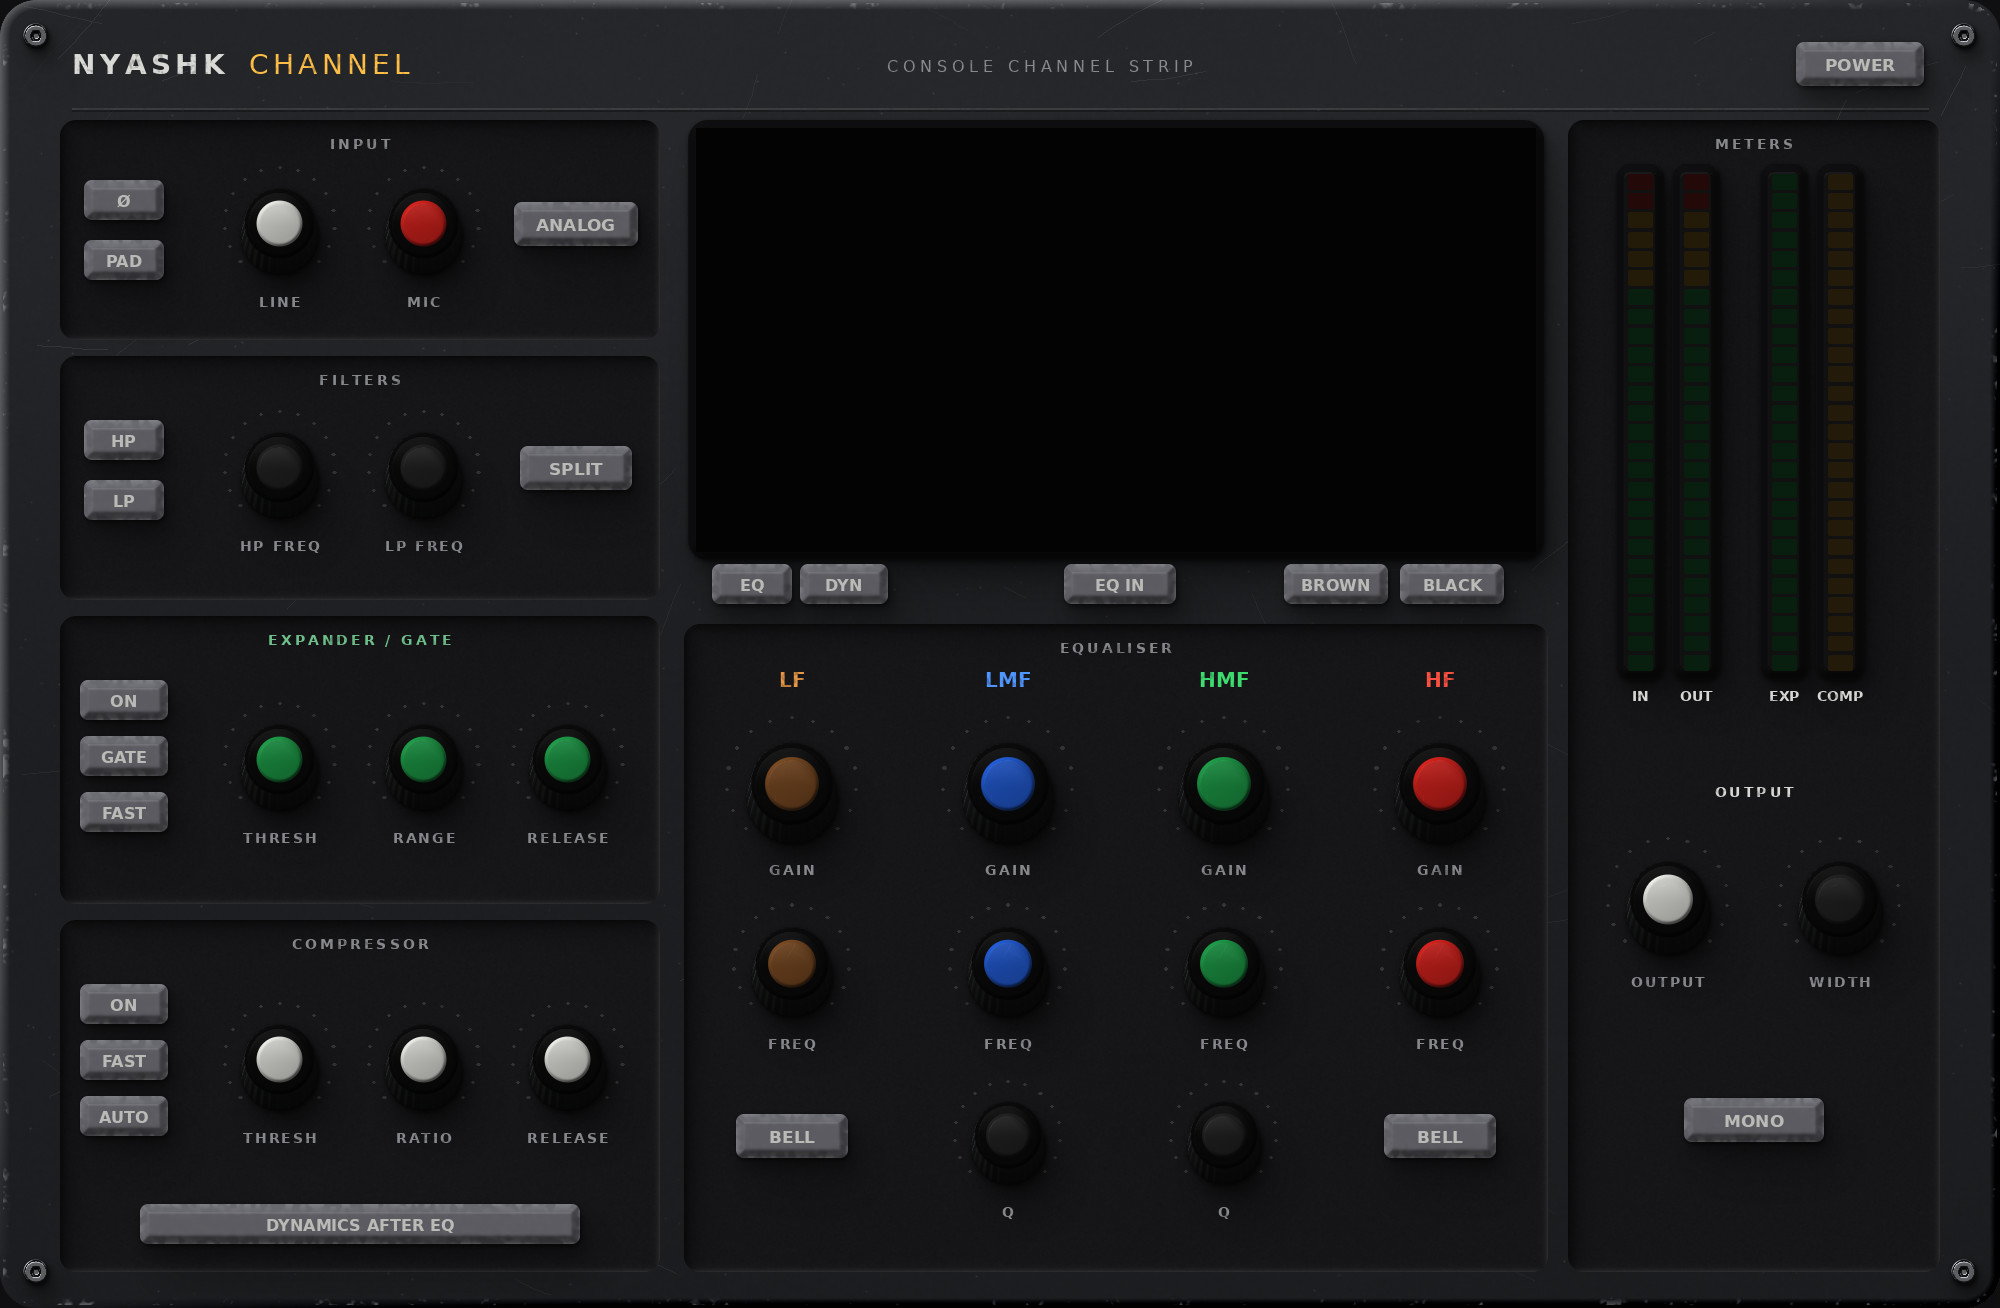 NYASHK CHANNEL
CONSOLE CHANNEL STRIP
POWER
INPUT
Ø
PAD
LINE
MIC
ANALOG
FILTERS
HP
LP
HP FREQ
LP FREQ
SPLIT
EXPANDER / GATE
ON
GATE
FAST
THRESH
RANGE
RELEASE
COMPRESSOR
ON
FAST
AUTO
THRESH
RATIO
RELEASE
DYNAMICS AFTER EQ
EQ
DYN
EQ IN
BROWN
BLACK
EQUALISER
LF
LMF
HMF
HF
GAIN
GAIN
GAIN
GAIN
FREQ
FREQ
FREQ
FREQ
BELL
Q
Q
BELL
METERS
IN
OUT
EXP
COMP
OUTPUT
OUTPUT
WIDTH
MONO